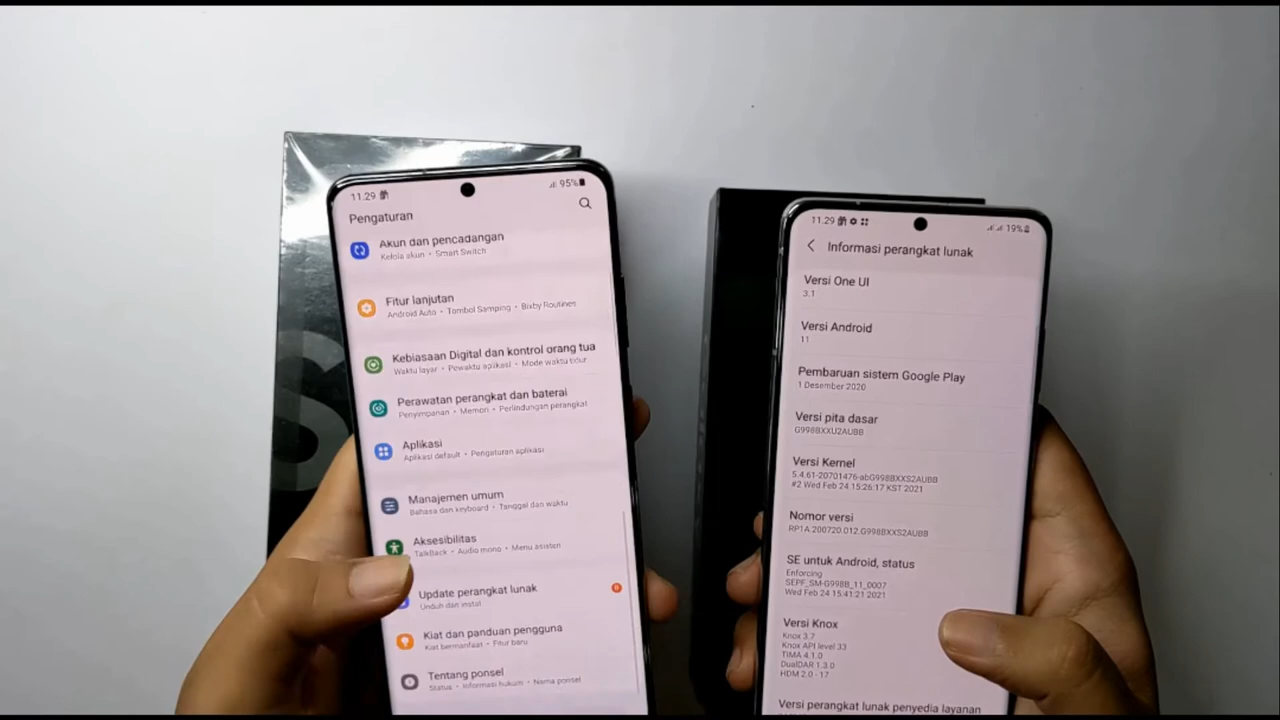 11.29
95%
Pengaturan
Akun dan pencadangan
Kelola akun • Smart Switch
Fitur lanjutan
Android Auto • Tombol Samping • Bixby Routines
Kebiasaan Digital dan kontrol orang tua
Waktu layar • Pewaktu aplikasi • Mode waktu tidur
Perawatan perangkat dan baterai
Penyimpanan • Memori • Perlindungan perangkat
Aplikasi
Aplikasi default • Pengaturan aplikasi
Manajemen umum
Bahasa dan keyboard • Tanggal dan waktu
Aksesibilitas
TalkBack • Audio mono • Menu asisten
Update perangkat lunak
Unduh dan instal
Kiat dan panduan pengguna
Kiat bermanfaat • Fitur baru
Tentang ponsel
Status • Informasi hukum • Nama ponsel
11.29
19%
Informasi perangkat lunak
Versi One UI
3.1
Versi Android
11
Pembaruan sistem Google Play
1 Desember 2020
Versi pita dasar
G998BXXU2AUBB
Versi Kernel
5.4.61-20701476-abG998BXXS2AUBB
#2 Wed Feb 24 15:26:17 KST 2021
Nomor versi
RP1A.200720.012.G998BXXS2AUBB
SE untuk Android, status
Enforcing
SEPF_SM-G998B_11_0007
Wed Feb 24 15:41:21 2021
Versi Knox
Knox 3.7
Knox API level 33
TIMA 4.1.0
DualDAR 1.3.0
HDM 2.0 - 17
Versi perangkat lunak penyedia layanan